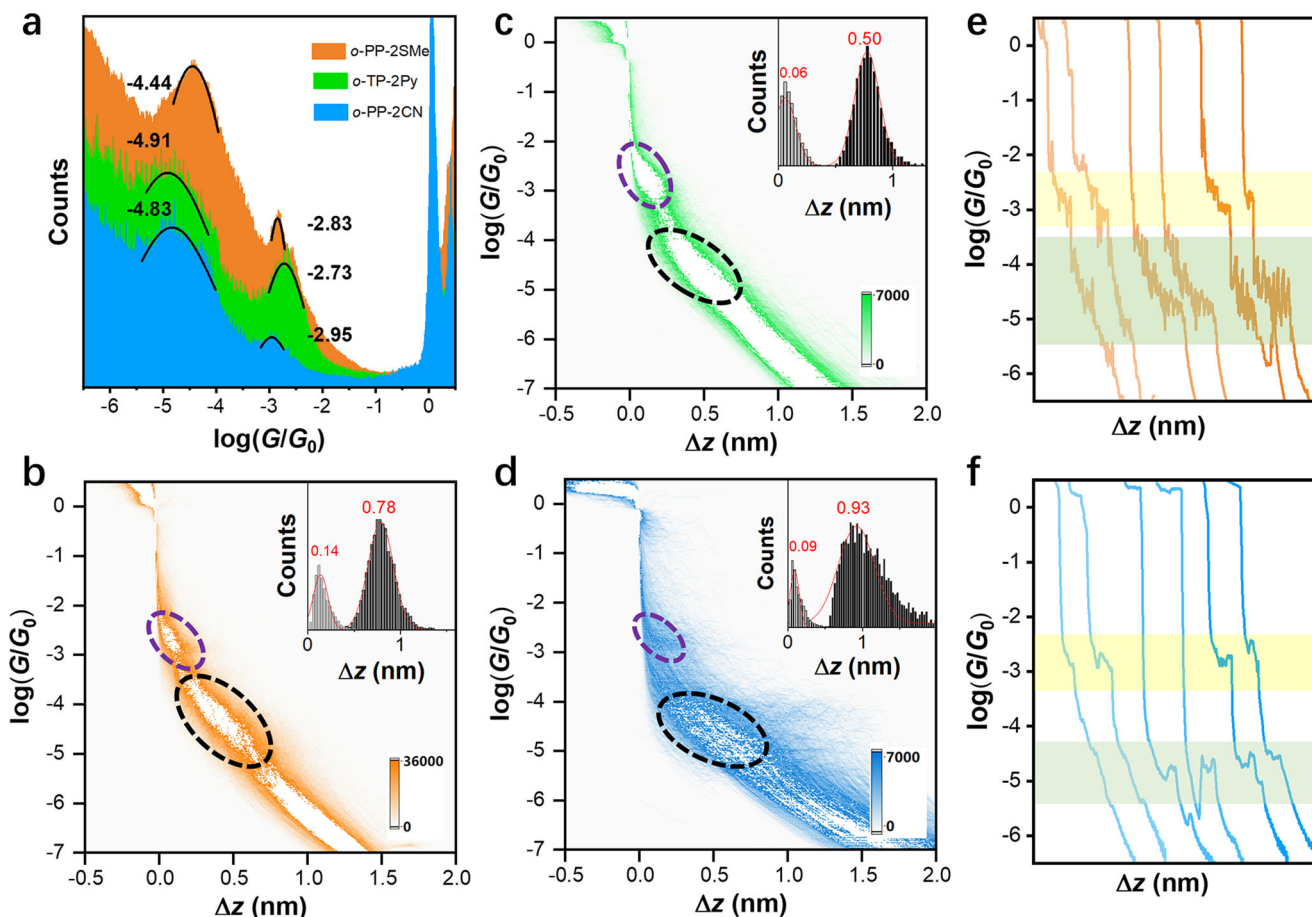 a
Counts
-4.44
-4.91
-4.83
-2.83
-2.73
-2.95
o-PP-2SMe
o-TP-2Py
o-PP-2CN
-6 -5 -4 -3 -2 -1 0
log(G/G₀)
c
log(G/G₀)
0
-1
-2
-3
-4
-5
-6
-7
-0.5 0.0 0.5 1.0 1.5 2.0
Δz (nm)
Counts
0.06
0.50
0 1
Δz (nm)
7000
0
e
log(G/G₀)
0
-1
-2
-3
-4
-5
-6
Δz (nm)
b
log(G/G₀)
0
-1
-2
-3
-4
-5
-6
-7
-0.5 0.0 0.5 1.0 1.5 2.0
Δz (nm)
Counts
0.14
0.78
0 1
Δz (nm)
36000
0
d
log(G/G₀)
0
-1
-2
-3
-4
-5
-6
-7
-0.5 0.0 0.5 1.0 1.5 2.0
Δz (nm)
Counts
0.09
0.93
0 1
Δz (nm)
7000
0
f
log(G/G₀)
0
-1
-2
-3
-4
-5
-6
Δz (nm)